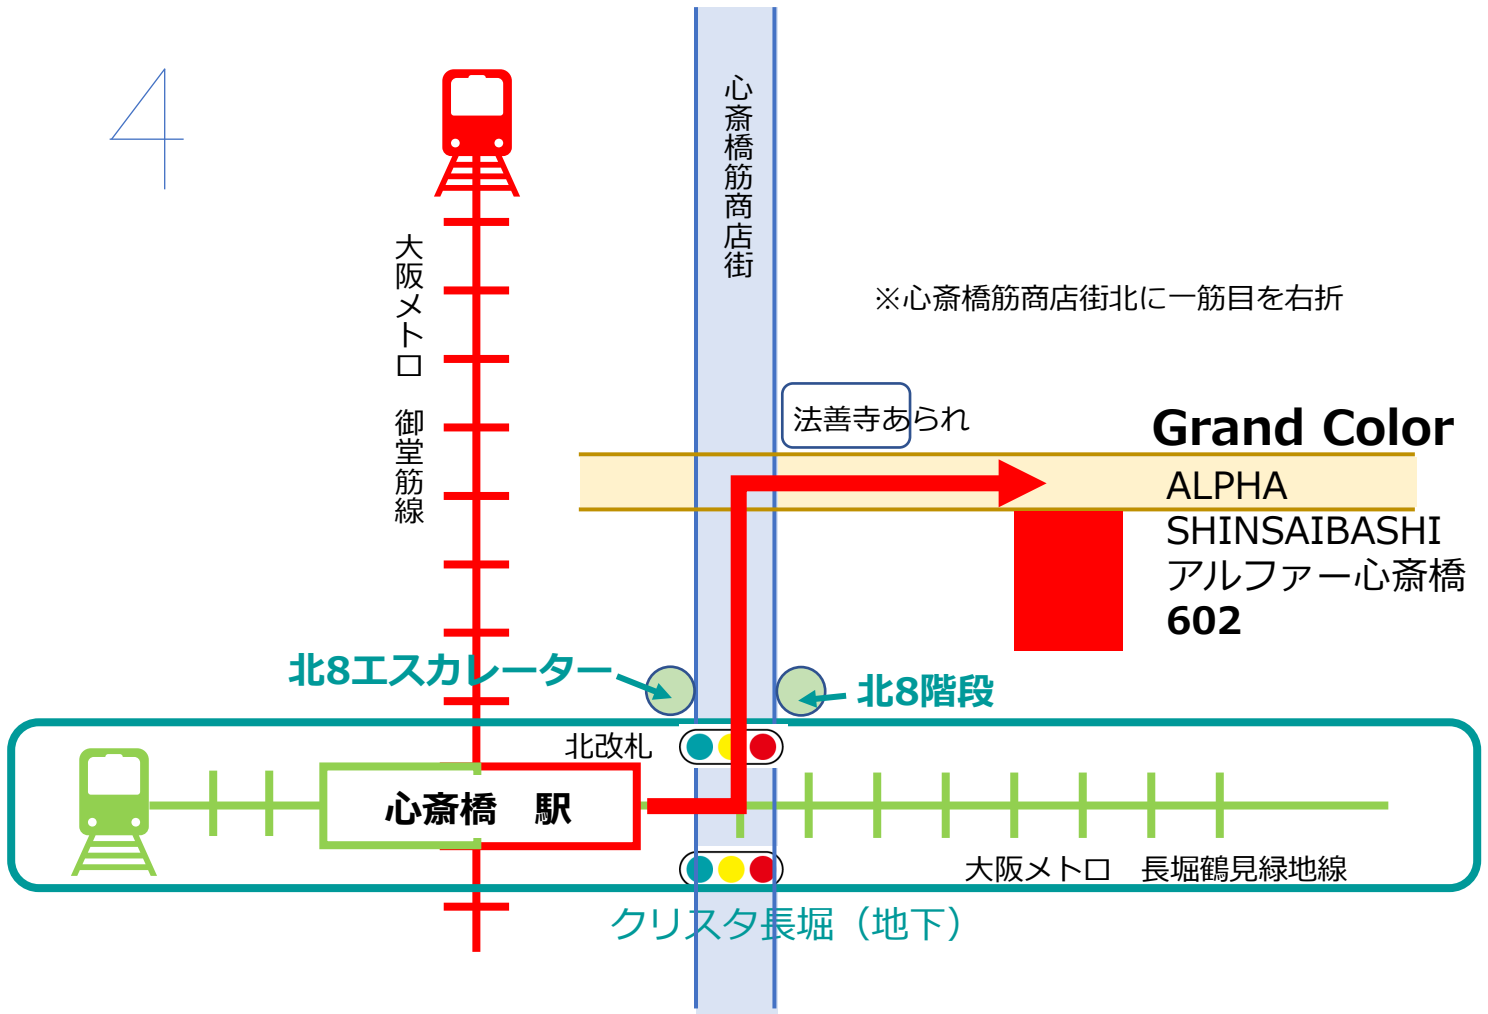 4
心斎橋筋商店街
大阪メトロ　御堂筋線
※心斎橋筋商店街北に一筋目を右折
法善寺あられ
Grand Color
ALPHA
SHINSAIBASHI
アルファー心斎橋
602
北8エスカレーター
北8階段
北改札
心斎橋　駅
大阪メトロ　長堀鶴見緑地線
クリスタ長堀（地下）